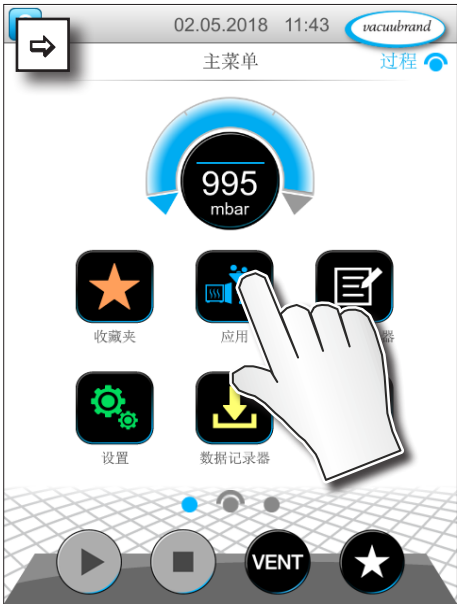 02.05.2018 11:43 vacuubrand
主菜单 过程
995
mbar
收藏夹 应用 器
设置 数据记录器
VENT